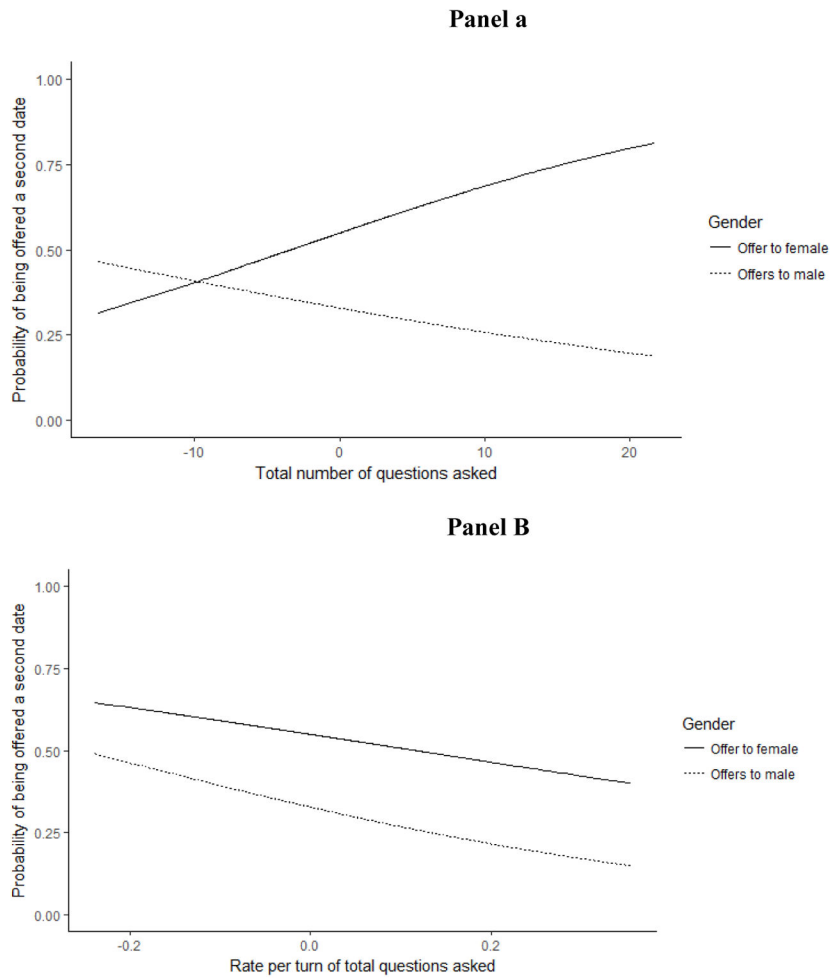 Panel a
Probability of being offered a second date
1.00
0.75
0.50
0.25
0.00
-10
0
10
20
Total number of questions asked
Gender
Offer to female
Offers to male
Panel B
Probability of being offered a second date
1.00
0.75
0.50
0.25
0.00
-0.2
0.0
0.2
Rate per turn of total questions asked
Gender
Offer to female
Offers to male